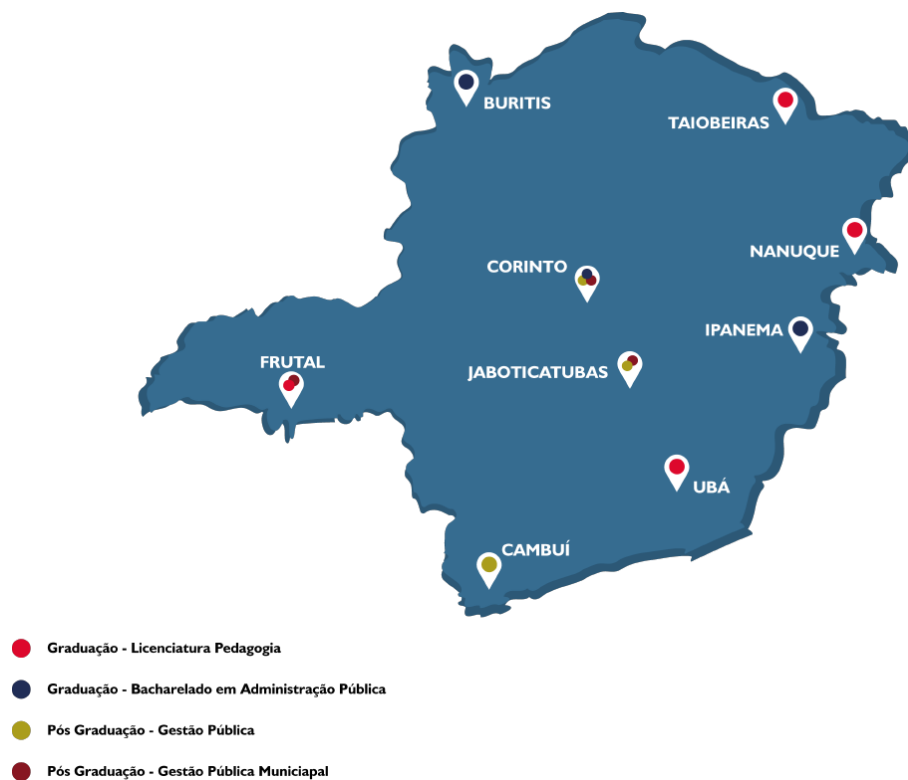 BURITIS
TAIOBEIRAS
NANUQUE
CORINTO
IPANEMA
FRUTAL
JABOTICATUBAS
UBÁ
CAMBUÍ
Graduação - Licenciatura Pedagogia
Graduação - Bacharelado em Administração Pública
Pós Graduação - Gestão Pública
Pós Graduação - Gestão Pública Municiapal